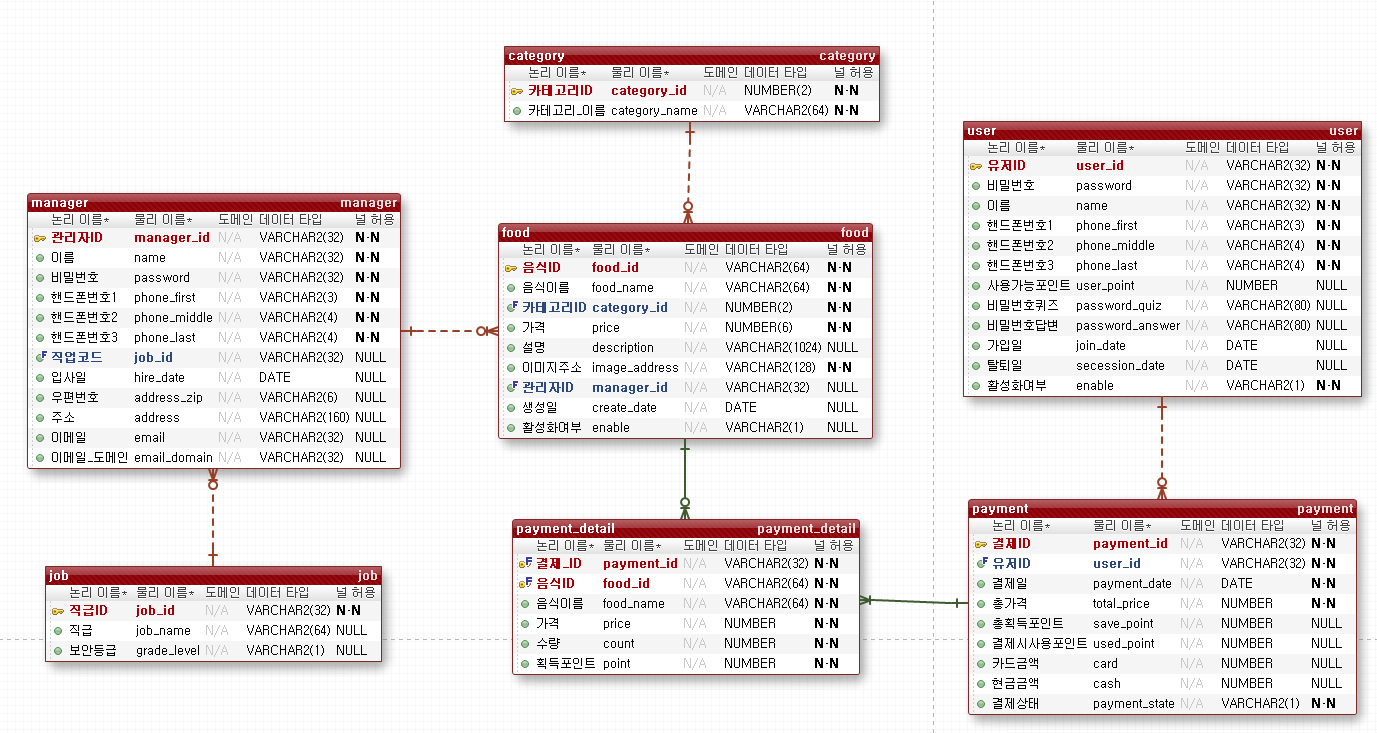 category category
논리 이름* 물리 이름* 도메인 데이터 타입 널 허용
카테고리ID category_id N/A NUMBER(2) N-N
카테고리_이름 category_name N/A VARCHAR2(64) N-N
user user
논리 이름* 물리 이름* 도메인 데이터 타입 널 허용
유저ID user_id N/A VARCHAR2(32) N-N
비밀번호 password N/A VARCHAR2(32) N-N
이름 name N/A VARCHAR2(32) N-N
핸드폰번호1 phone_first N/A VARCHAR2(3) N-N
핸드폰번호2 phone_middle N/A VARCHAR2(4) N-N
핸드폰번호3 phone_last N/A VARCHAR2(4) N-N
사용가능포인트 user_point N/A NUMBER NULL
비밀번호퀴즈 password_quiz N/A VARCHAR2(80) NULL
비밀번호답변 password_answer N/A VARCHAR2(80) NULL
가입일 join_date N/A DATE NULL
탈퇴일 secession_date N/A DATE NULL
활성화여부 enable N/A VARCHAR2(1) N-N
manager manager
논리 이름* 물리 이름* 도메인 데이터 타입 널 허용
관리자ID manager_id N/A VARCHAR2(32) N-N
이름 name N/A VARCHAR2(32) N-N
비밀번호 password N/A VARCHAR2(32) N-N
핸드폰번호1 phone_first N/A VARCHAR2(3) N-N
핸드폰번호2 phone_middle N/A VARCHAR2(4) N-N
핸드폰번호3 phone_last N/A VARCHAR2(4) N-N
직업코드 job_id N/A VARCHAR2(32) NULL
입사일 hire_date N/A DATE NULL
우편번호 address_zip N/A VARCHAR2(6) NULL
주소 address N/A VARCHAR2(160) NULL
이메일 email N/A VARCHAR2(32) NULL
이메일_도메인 email_domain N/A VARCHAR2(32) NULL
food food
논리 이름* 물리 이름* 도메인 데이터 타입 널 허용
음식ID food_id N/A VARCHAR2(64) N-N
음식이름 food_name N/A VARCHAR2(64) N-N
카테고리ID category_id N/A NUMBER(2) N-N
가격 price N/A NUMBER(6) N-N
설명 description N/A VARCHAR2(1024) NULL
이미지주소 image_address N/A VARCHAR2(128) N-N
관리자ID manager_id N/A VARCHAR2(32) NULL
생성일 create_date N/A DATE NULL
활성화여부 enable N/A VARCHAR2(1) NULL
job job
논리 이름* 물리 이름* 도메인 데이터 타입 널 허용
직급ID job_id N/A VARCHAR2(32) N-N
직급 job_name N/A VARCHAR2(64) NULL
보안등급 grade_level N/A VARCHAR2(1) NULL
payment_detail payment_detail
논리 이름* 물리 이름* 도메인 데이터 타입 널 허용
결제_ID payment_id N/A VARCHAR2(32) N-N
음식ID food_id N/A VARCHAR2(64) N-N
음식이름 food_name N/A VARCHAR2(64) N-N
가격 price N/A NUMBER N-N
수량 count N/A NUMBER N-N
획득포인트 point N/A NUMBER N-N
payment payment
논리 이름* 물리 이름* 도메인 데이터 타입 널 허용
결제ID payment_id N/A VARCHAR2(32) N-N
유저ID user_id N/A VARCHAR2(32) N-N
결제일 payment_date N/A DATE N-N
총가격 total_price N/A NUMBER N-N
총획득포인트 save_point N/A NUMBER NULL
결제시사용포인트 used_point N/A NUMBER NULL
카드금액 card N/A NUMBER NULL
현금금액 cash N/A NUMBER NULL
결제상태 payment_state N/A VARCHAR2(1) N-N